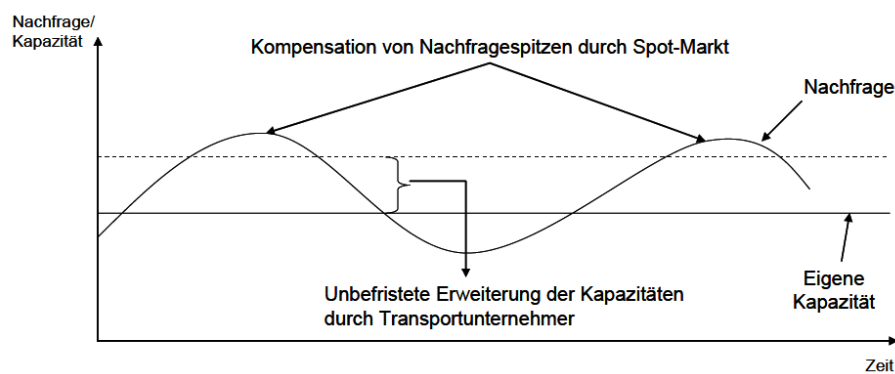 Nachfrage/
Kapazität
Kompensation von Nachfragespitzen durch Spot-Markt
Nachfrage
Unbefristete Erweiterung der Kapazitäten
durch Transportunternehmer
Eigene
Kapazität
Zeit